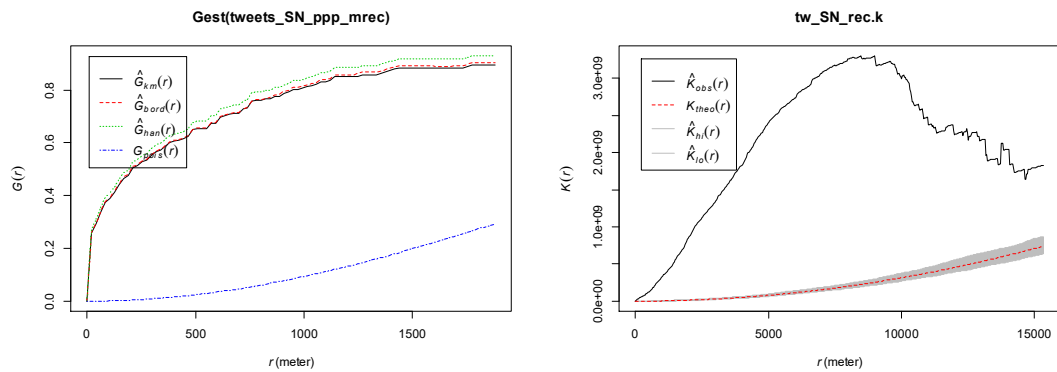 Gest(tweets_SN_ppp_mrec)
Ĝkm(r)
Ĝbord(r)
Ĝhan(r)
Gpois(r)
G(r)
0.0
0.2
0.4
0.6
0.8
0
500
1000
1500
r (meter)
tw_SN_rec.k
K̂obs(r)
Ktheo(r)
K̂hi(r)
K̂lo(r)
K(r)
0.0e+00
1.0e+09
2.0e+09
3.0e+09
0
5000
10000
15000
r (meter)